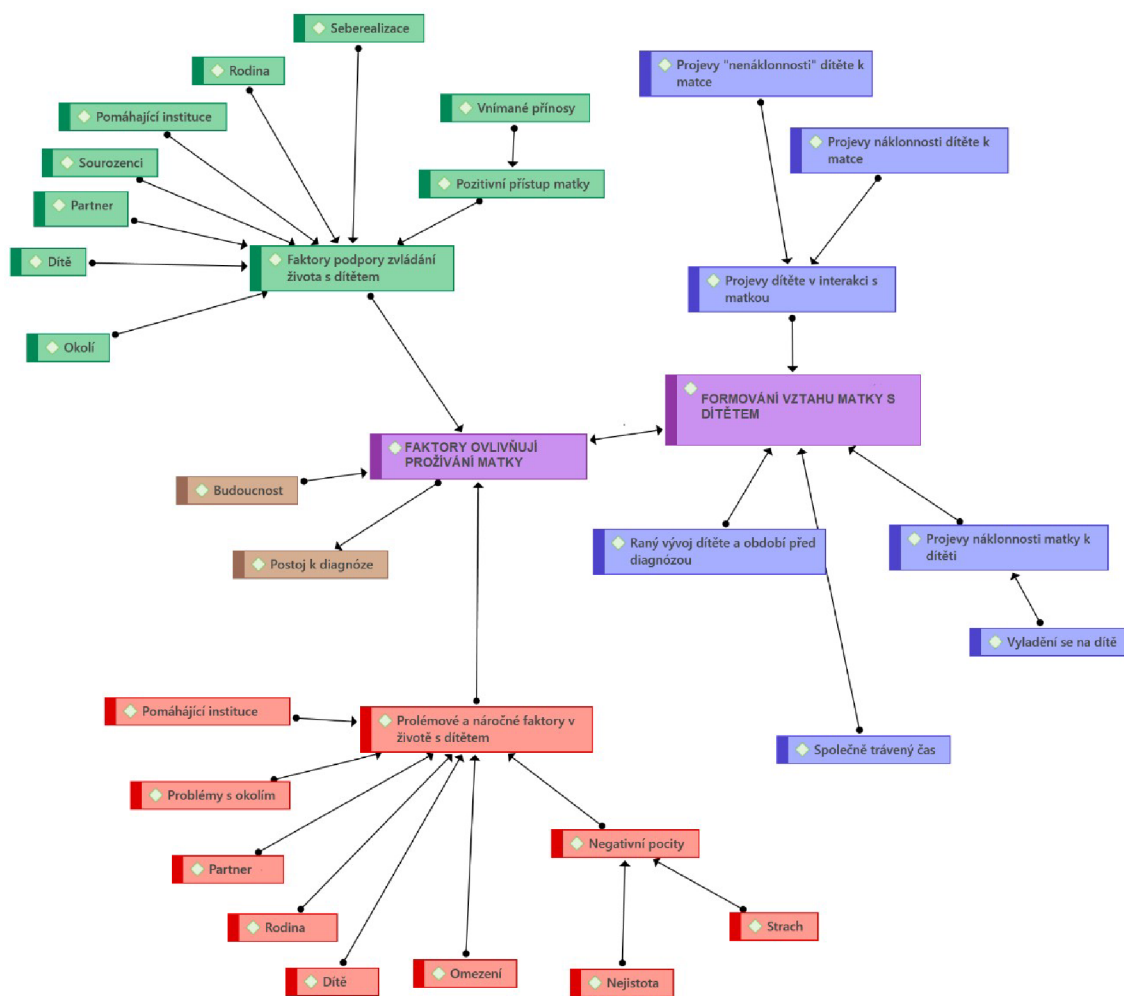 Seberealizace
Rodina
Pomáhající instituce
Sourozenci
Partner
Dítě
Okolí
Vnímané přínosy
Pozitivní přístup matky
Faktory podpory zvládání
života s dítětem
Projevy "nenáklonnosti" dítěte k
matce
Projevy náklonnosti dítěte k
matce
Projevy dítěte v interakci s
matkou
FORMOVÁNÍ VZTAHU MATKY S
DÍTĚTEM
FAKTORY OVLIVŇUJÍ
PROŽÍVÁNÍ MATKY
Budoucnost
Postoj k diagnóze
Raný vývoj dítěte a období před
diagnózou
Projevy náklonnosti matky k
dítěti
Vyladění se na dítě
Společně trávený čas
Pomáhájící instituce
Prolémové a náročné faktory v
životě s dítětem
Problémy s okolím
Partner
Rodina
Dítě
Omezení
Negativní pocity
Strach
Nejistota